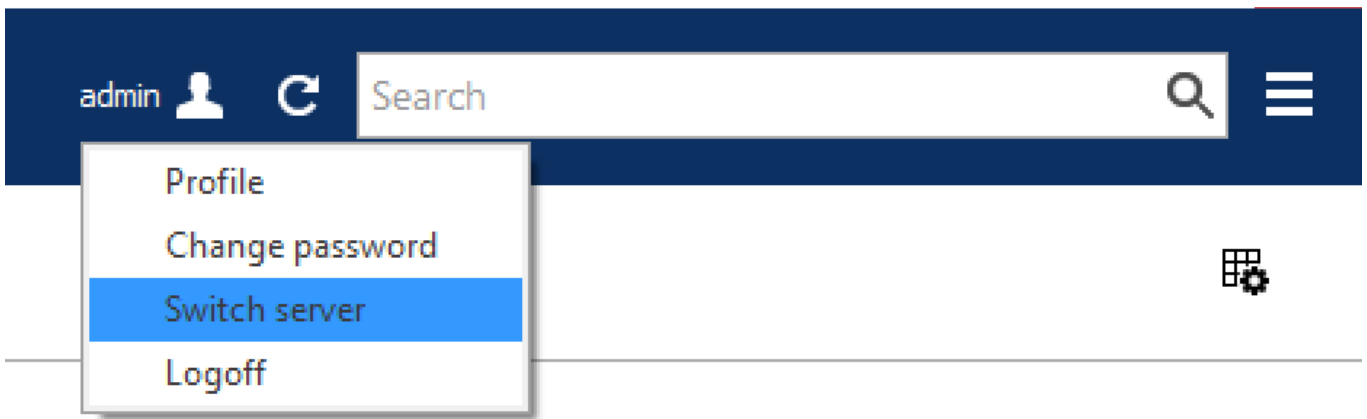 admin
Search
Profile
Change password
Switch server
Logoff